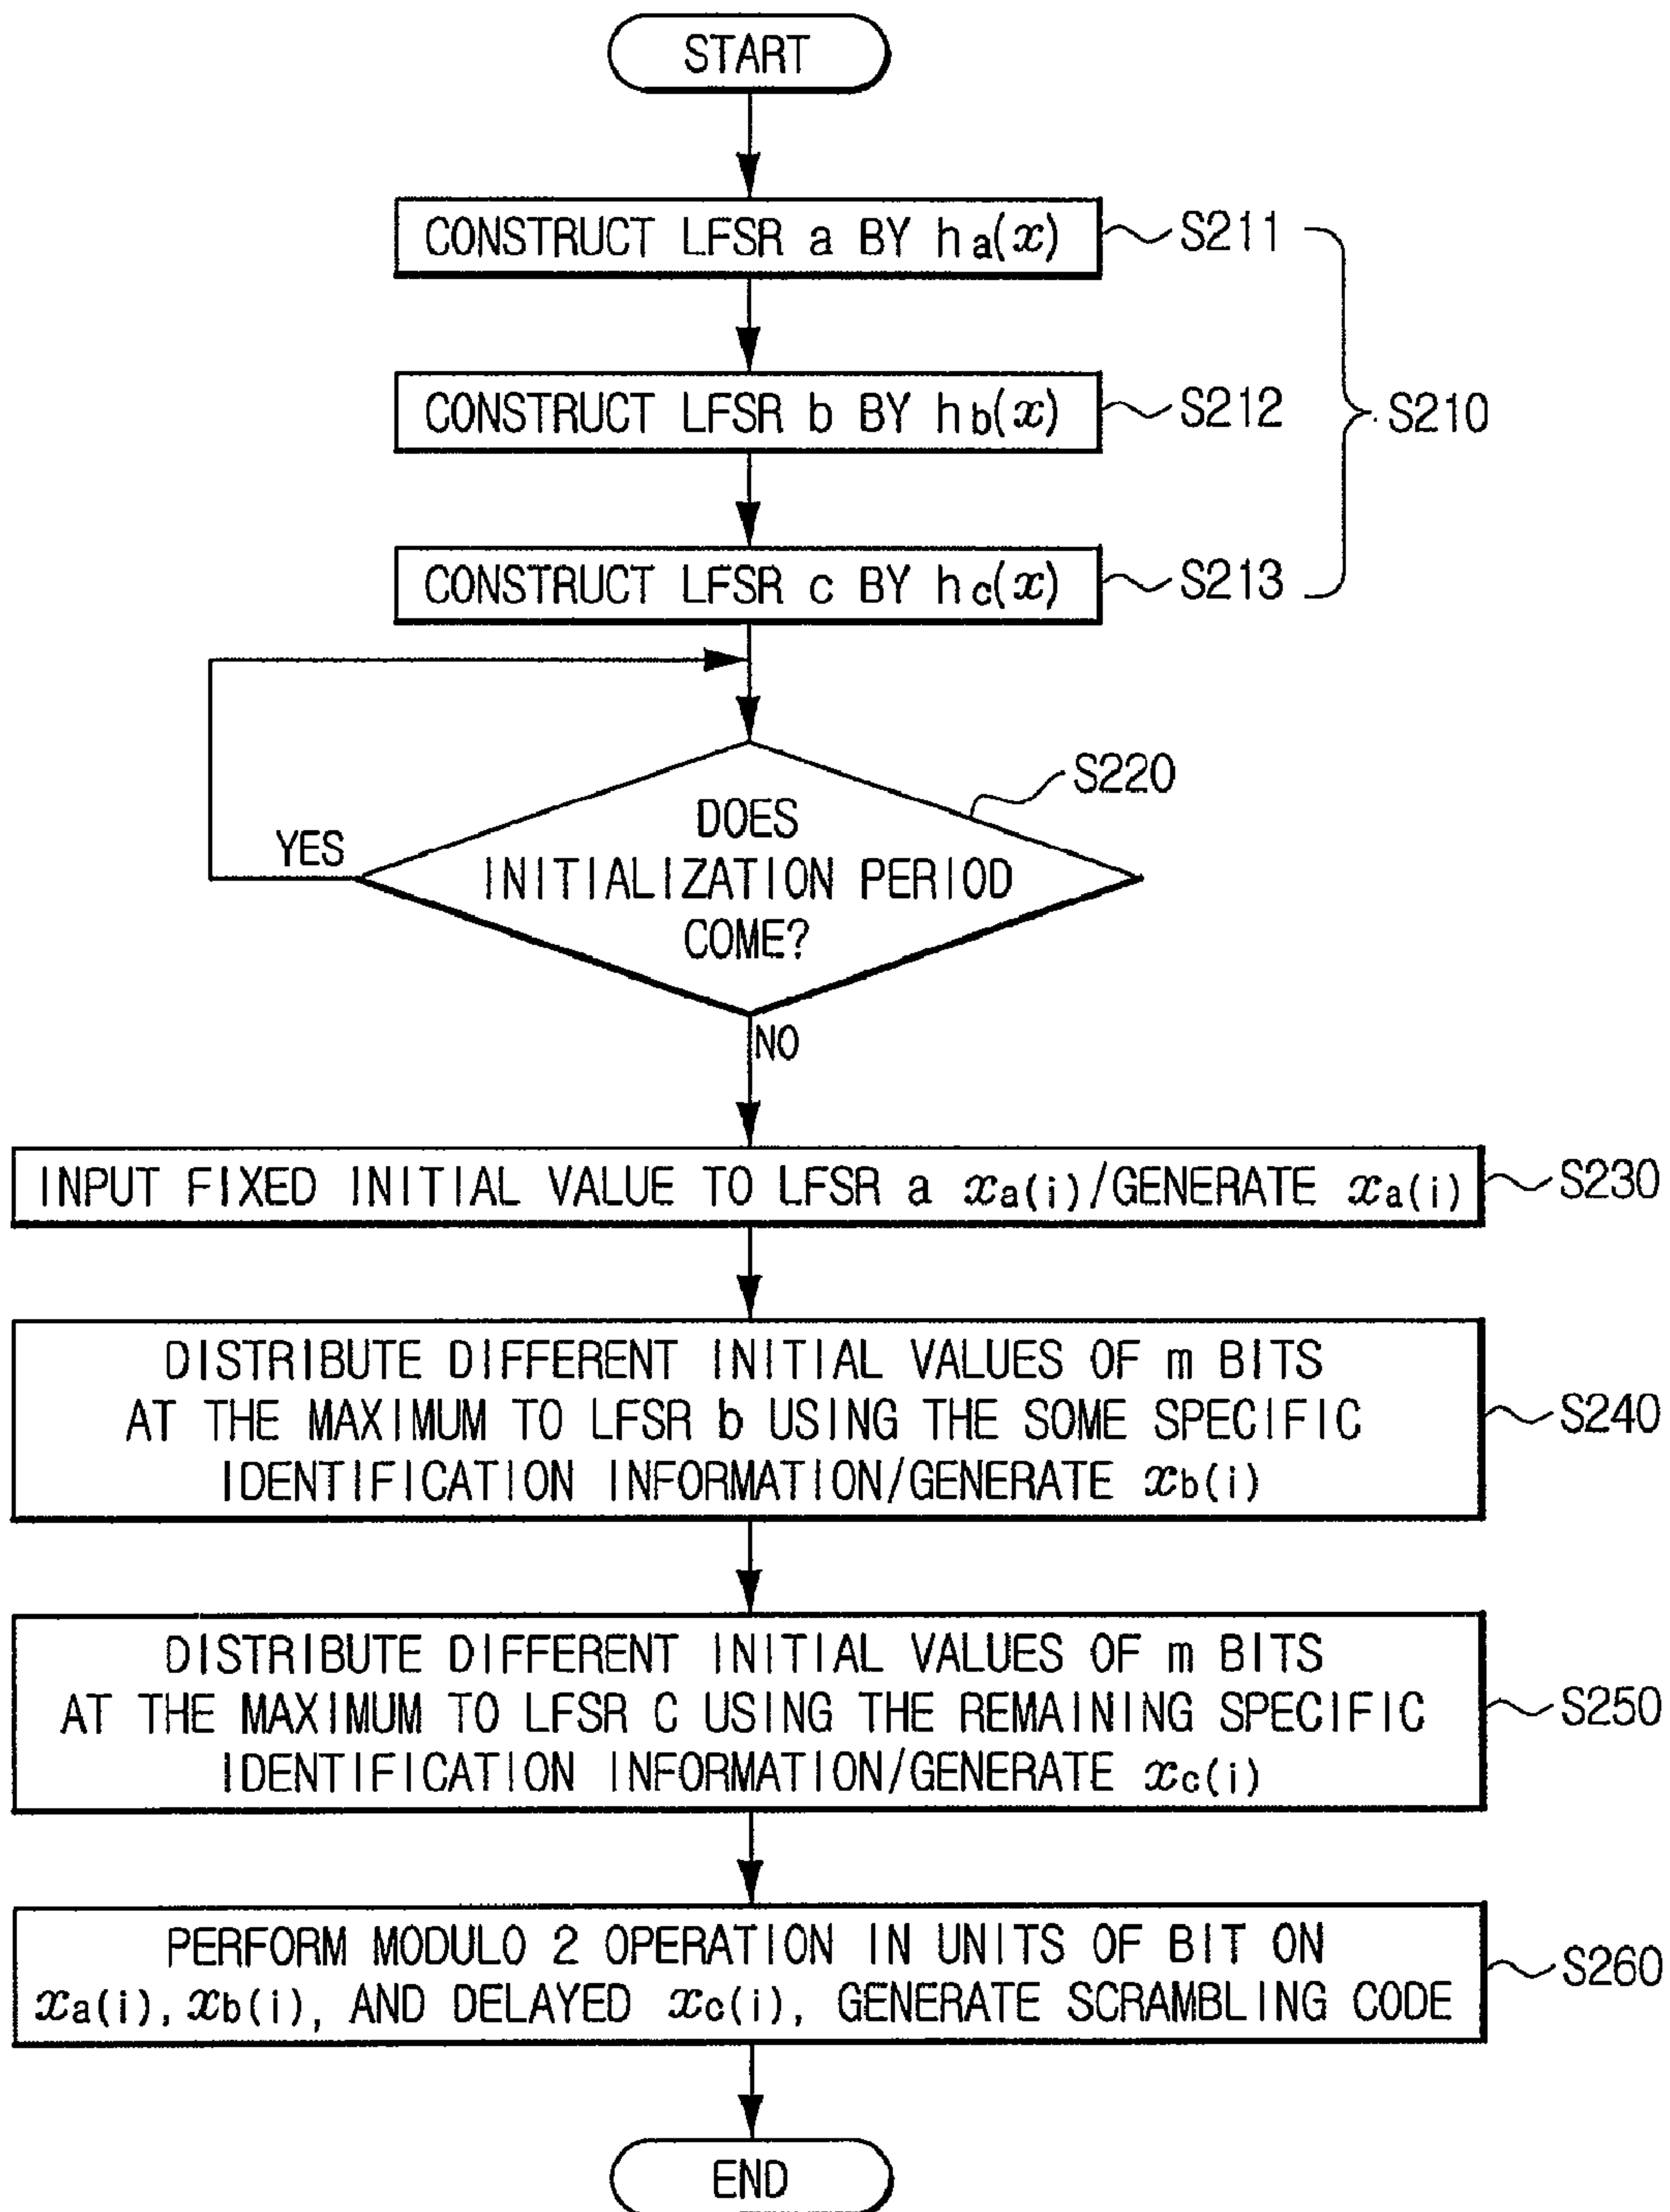 START
CONSTRUCT LFSR a BY ha(x)
S211
CONSTRUCT LFSR b BY hb(x)
S212
S210
CONSTRUCT LFSR c BY hc(x)
S213
S220
DOES
INITIALIZATION PERIOD
COME?
YES
NO
INPUT FIXED INITIAL VALUE TO LFSR a xa(i)/GENERATE xa(i)
S230
DISTRIBUTE DIFFERENT INITIAL VALUES OF m BITS
AT THE MAXIMUM TO LFSR b USING THE SOME SPECIFIC
IDENTIFICATION INFORMATION/GENERATE xb(i)
S240
DISTRIBUTE DIFFERENT INITIAL VALUES OF m BITS
AT THE MAXIMUM TO LFSR C USING THE REMAINING SPECIFIC
IDENTIFICATION INFORMATION/GENERATE xc(i)
S250
PERFORM MODULO 2 OPERATION IN UNITS OF BIT ON
xa(i), xb(i), AND DELAYED xc(i), GENERATE SCRAMBLING CODE
S260
END